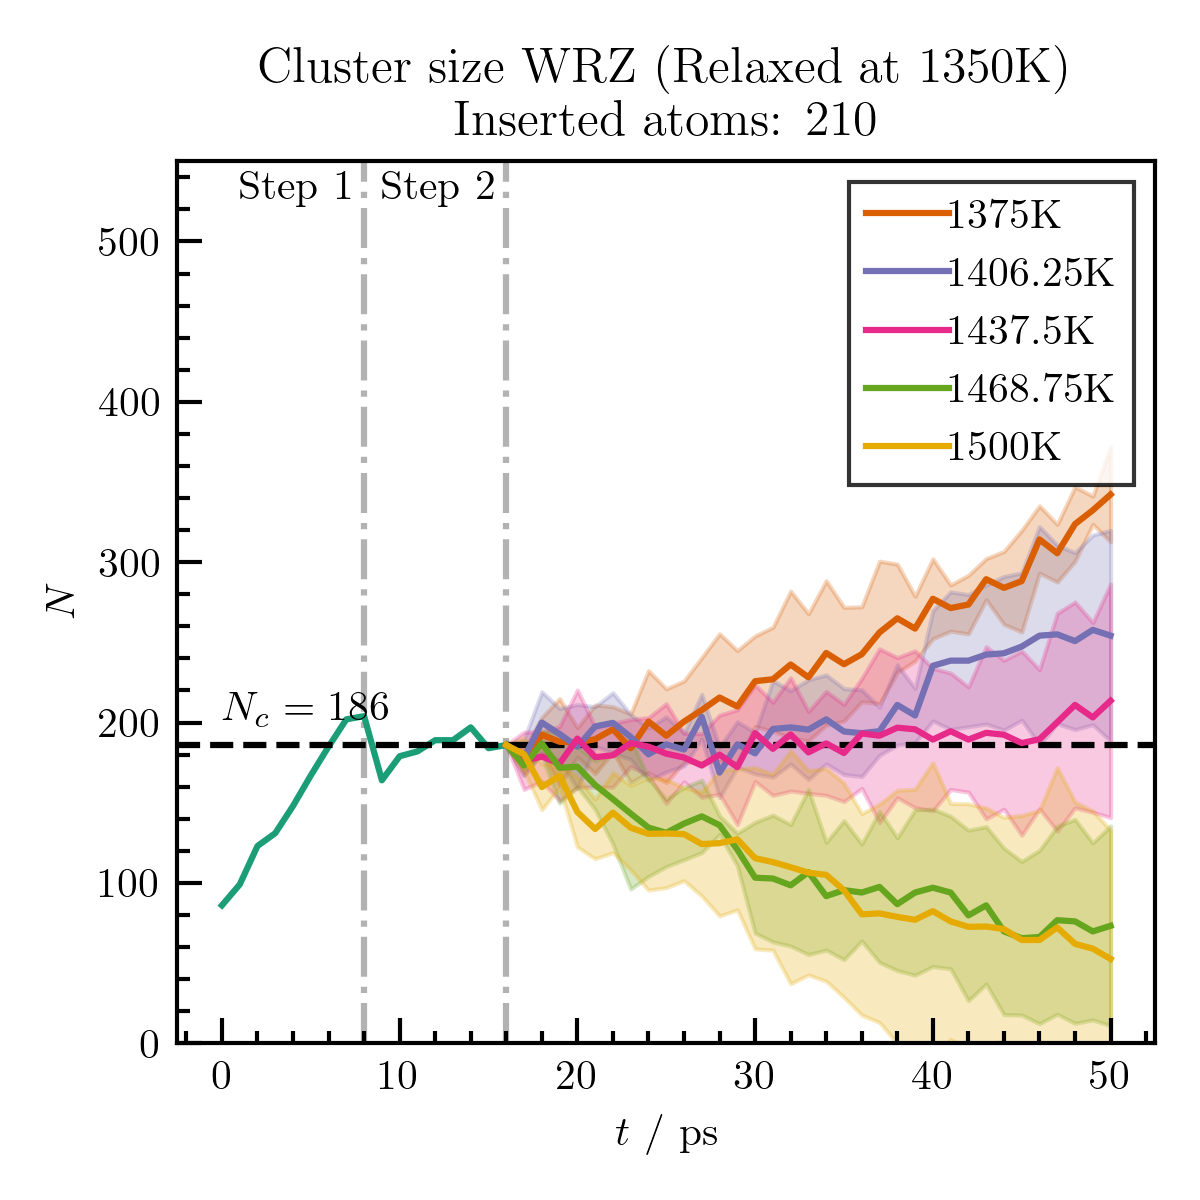 Cluster size WRZ (Relaxed at 1350K)
Inserted atoms: 210
Step 1
Step 2
1375K
1406.25K
1437.5K
1468.75K
1500K
N_c = 186
500
400
300
200
100
0
N
0 10 20 30 40 50
t / ps